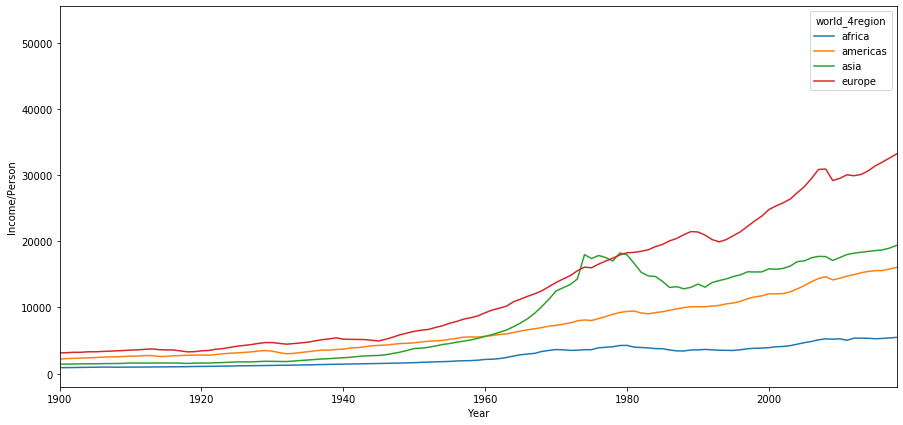 world_4region
africa
americas
asia
europe
50000
40000
30000
20000
10000
0
Income/Person
1900
1920
1940
1960
1980
2000
Year